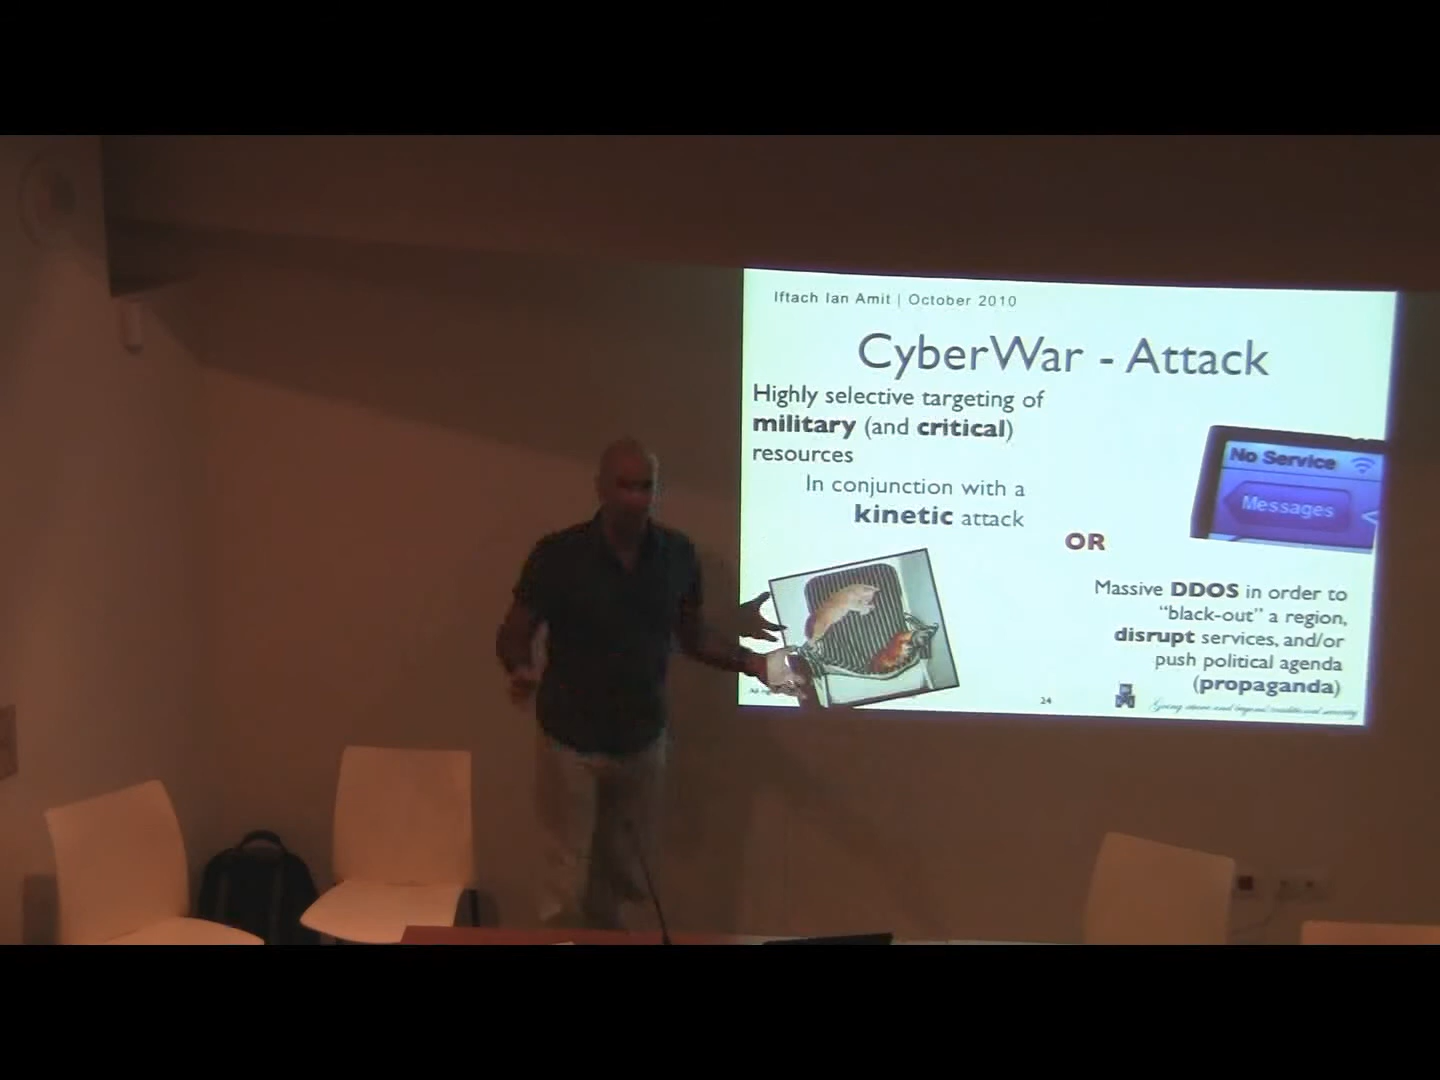 Iftach Ian Amit | October 2010
CyberWar - Attack
Highly selective targeting of
military (and critical)
resources
In conjunction with a
kinetic attack
OR
No Service
Messages
Massive DDOS in order to
“black-out” a region,
disrupt services, and/or
push political agenda
(propaganda)
24